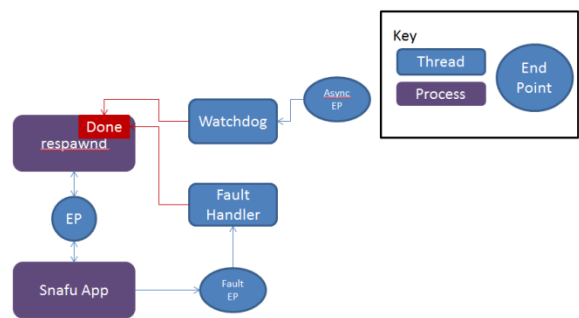 Key
Thread
End
Point
Process
Async
EP
Watchdog
Done
respawnd
Fault
Handler
EP
Snafu App
Fault
EP